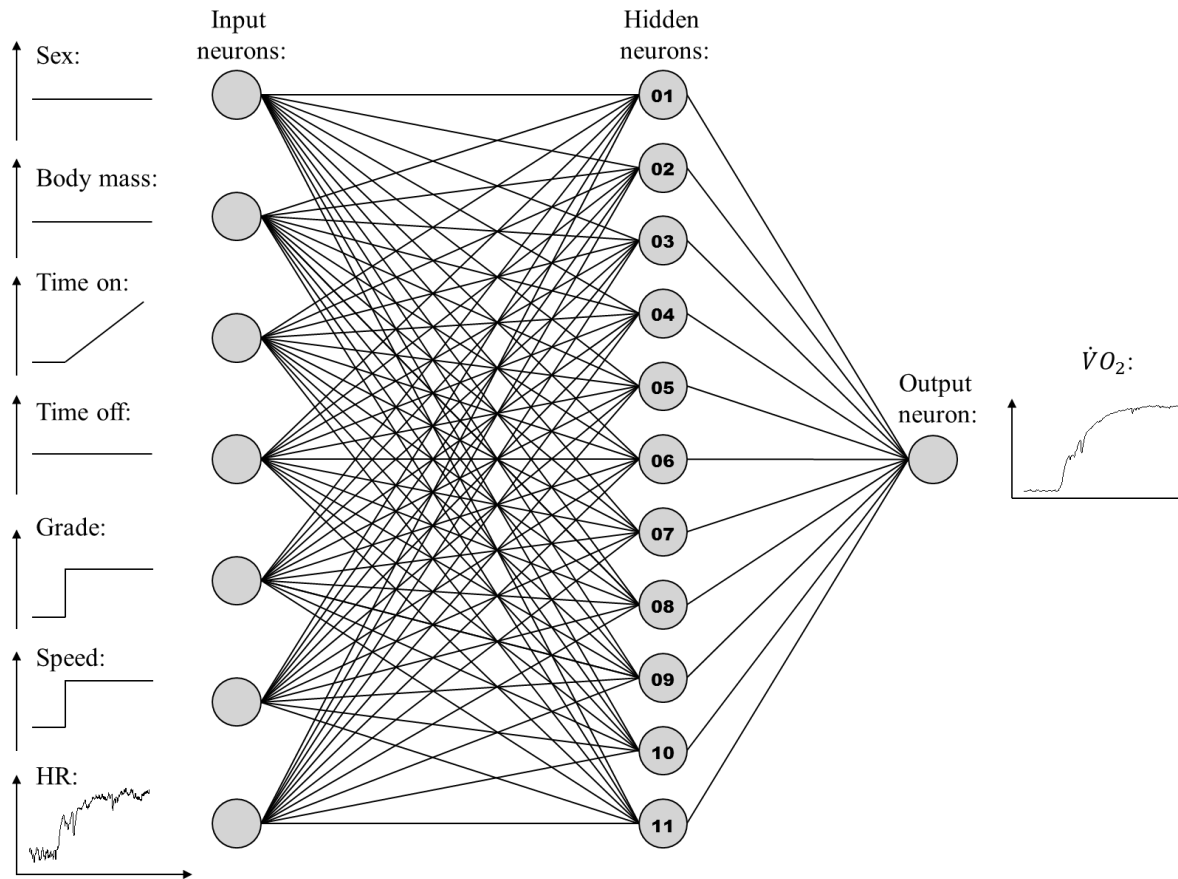 Input
neurons:
Hidden
neurons:
Sex:
Body mass:
Time on:
Time off:
Grade:
Speed:
HR:
01
02
03
04
05
06
07
08
09
10
11
Output
neuron:
V̇O₂: